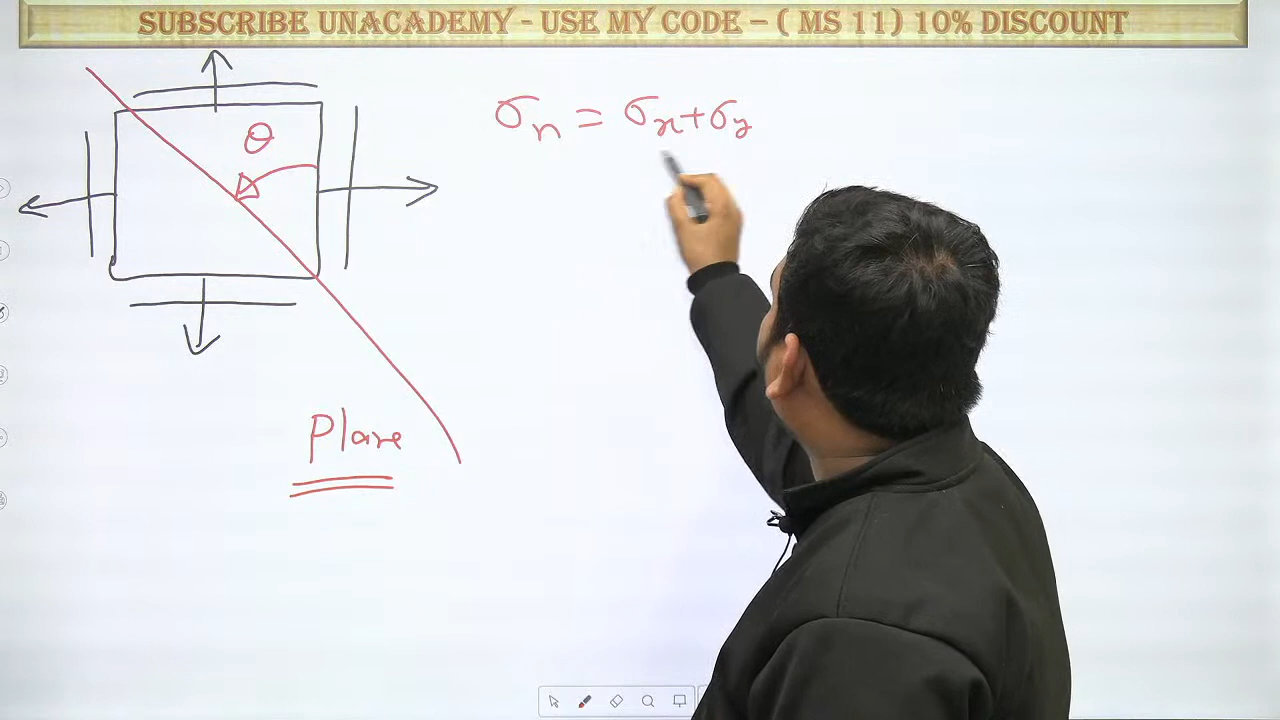 SUBSCRIBE UNACADEMY - USE MY CODE – ( MS 11) 10% DISCOUNT
θ
σn = σx+σy
Plane